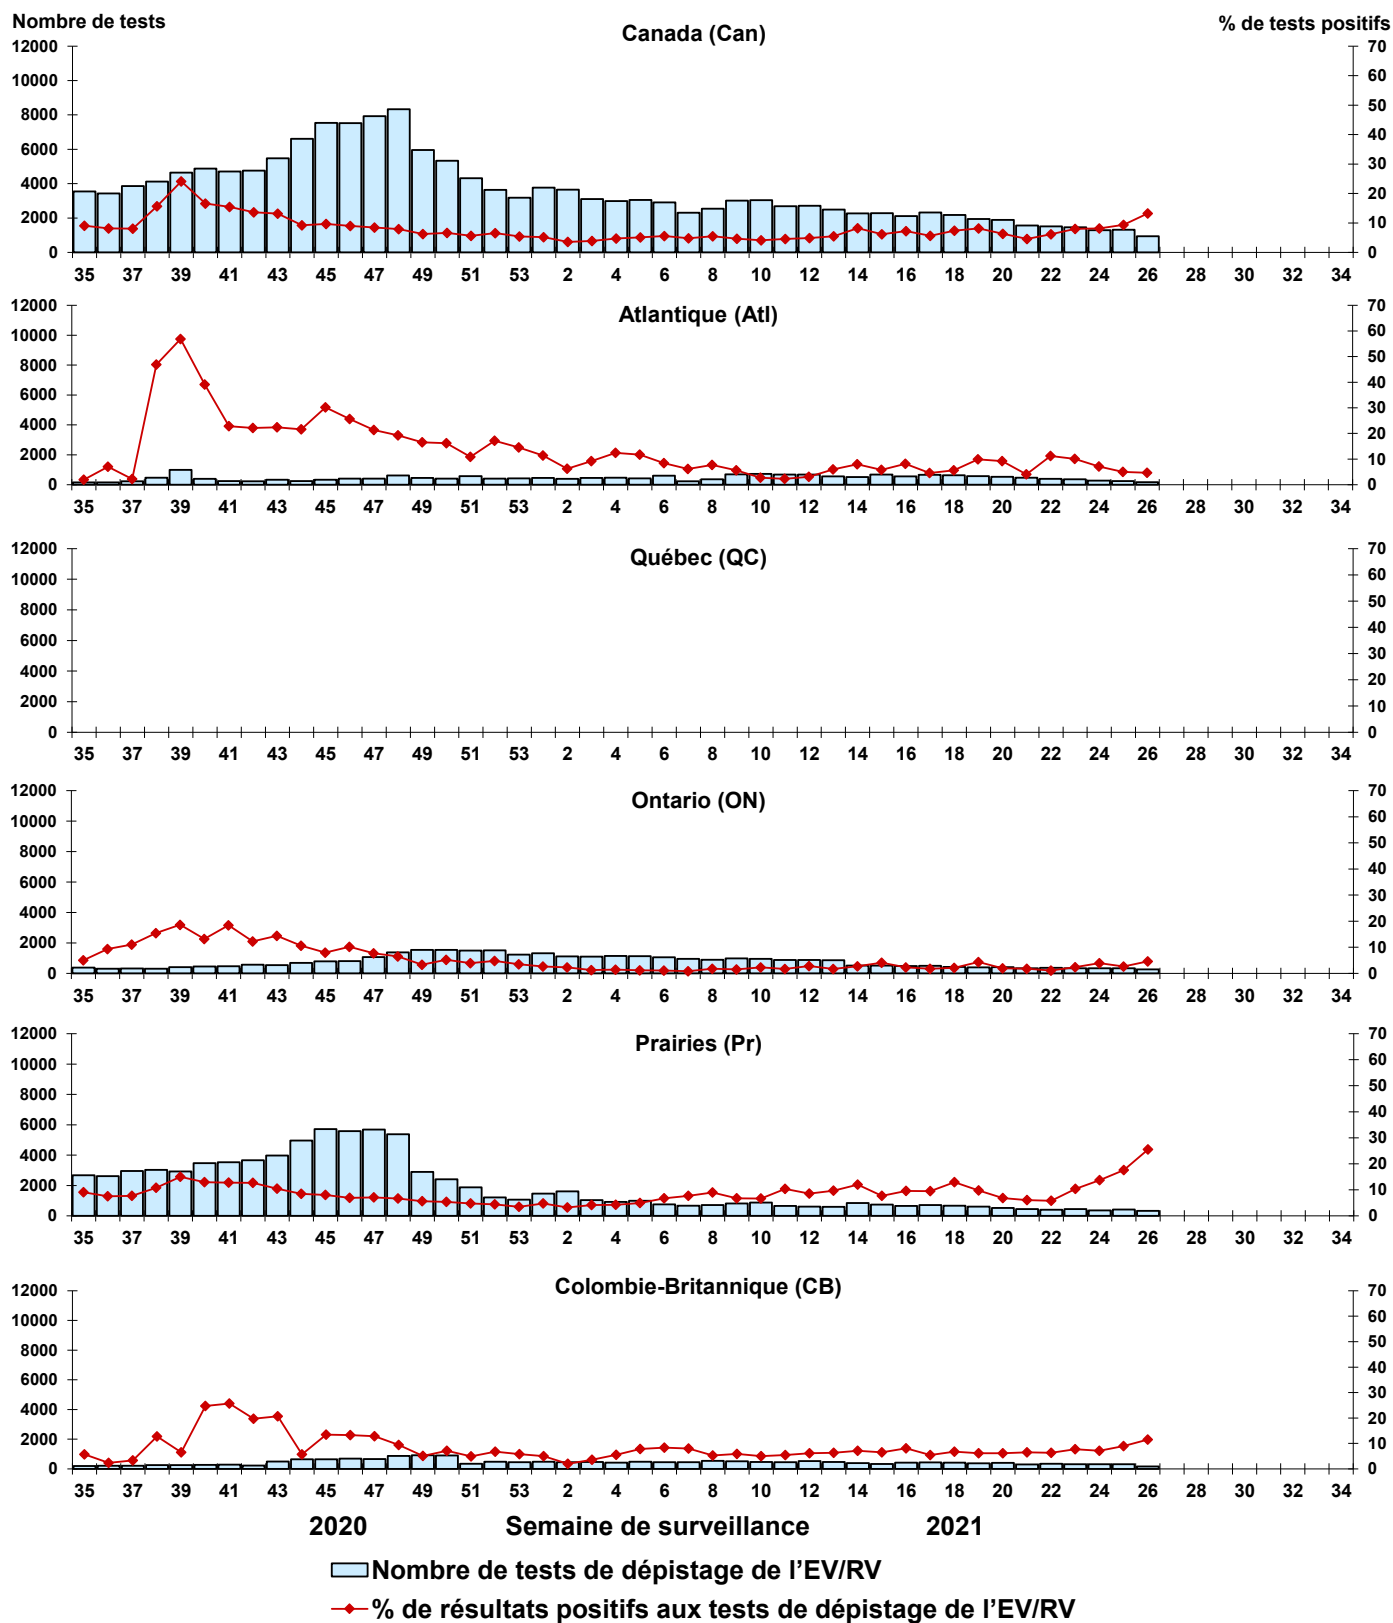 Nombre de tests
% de tests positifs
Canada (Can)
12000 70
10000 60
8000 50
6000 40
4000 30
2000 20
0 10
0
35 37 39 41 43 45 47 49 51 53 2 4 6 8 10 12 14 16 18 20 22 24 26 28 30 32 34
Atlantique (Atl)
12000 70
10000 60
8000 50
6000 40
4000 30
2000 20
0 10
0
35 37 39 41 43 45 47 49 51 53 2 4 6 8 10 12 14 16 18 20 22 24 26 28 30 32 34
Québec (QC)
12000 70
10000 60
8000 50
6000 40
4000 30
2000 20
0 10
0
35 37 39 41 43 45 47 49 51 53 2 4 6 8 10 12 14 16 18 20 22 24 26 28 30 32 34
Ontario (ON)
12000 70
10000 60
8000 50
6000 40
4000 30
2000 20
0 10
0
35 37 39 41 43 45 47 49 51 53 2 4 6 8 10 12 14 16 18 20 22 24 26 28 30 32 34
Prairies (Pr)
12000 70
10000 60
8000 50
6000 40
4000 30
2000 20
0 10
0
35 37 39 41 43 45 47 49 51 53 2 4 6 8 10 12 14 16 18 20 22 24 26 28 30 32 34
Colombie-Britannique (CB)
12000 70
10000 60
8000 50
6000 40
4000 30
2000 20
0 10
0
35 37 39 41 43 45 47 49 51 53 2 4 6 8 10 12 14 16 18 20 22 24 26 28 30 32 34
2020 Semaine de surveillance 2021
Nombre de tests de dépistage de l’EV/RV
% de résultats positifs aux tests de dépistage de l’EV/RV